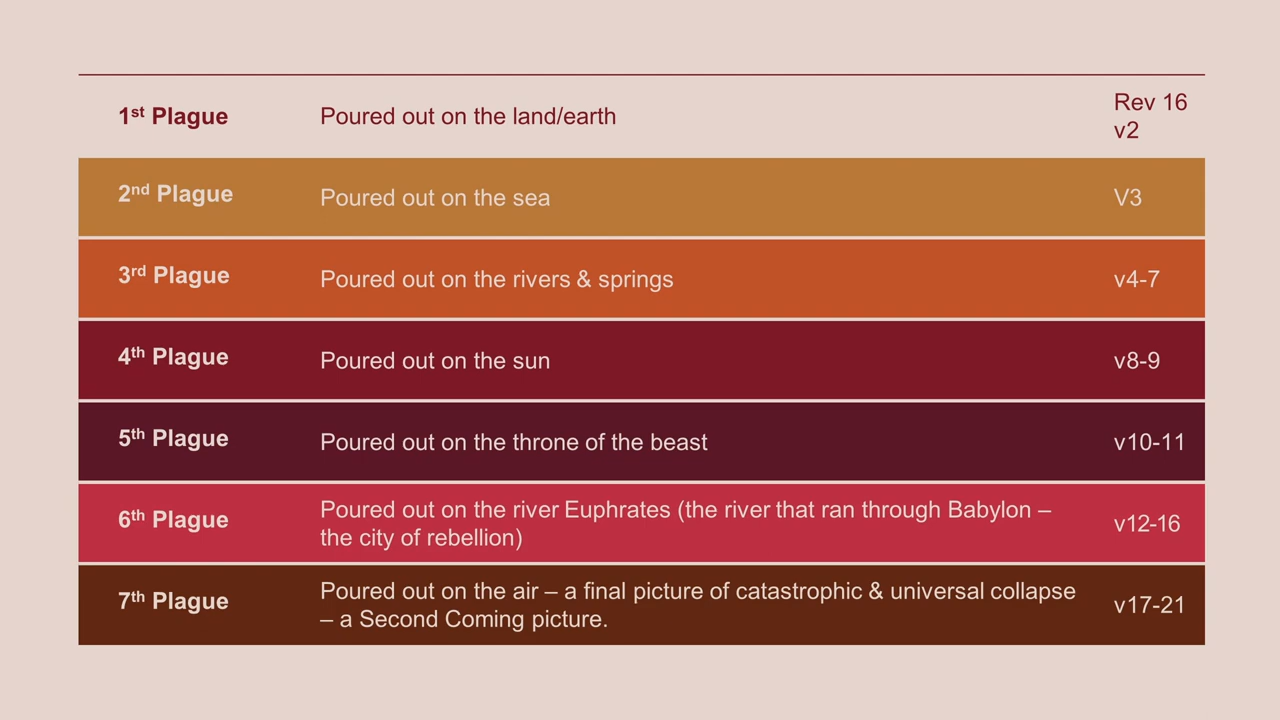 1st Plague Poured out on the land/earth Rev 16 v2
2nd Plague Poured out on the sea V3
3rd Plague Poured out on the rivers & springs v4-7
4th Plague Poured out on the sun v8-9
5th Plague Poured out on the throne of the beast v10-11
6th Plague Poured out on the river Euphrates (the river that ran through Babylon –
the city of rebellion) v12-16
7th Plague Poured out on the air – a final picture of catastrophic & universal collapse
– a Second Coming picture. v17-21